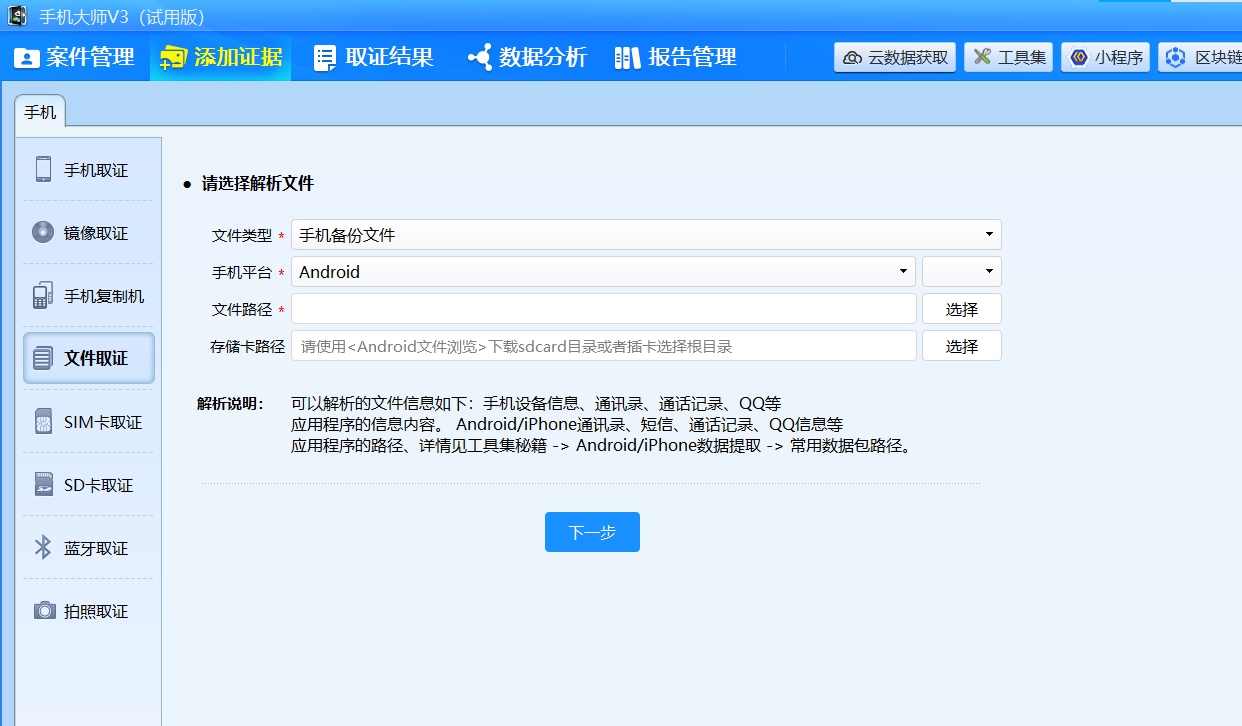 手机大师V3（试用版）
案件管理 添加证据 取证结果 数据分析 报告管理 云数据获取 工具集 小程序 区块链
手机
手机取证
镜像取证
手机复制机
文件取证
SIM卡取证
SD卡取证
蓝牙取证
拍照取证
● 请选择解析文件
文件类型 * 手机备份文件
手机平台 * Android
文件路径 * 选择
存储卡路径 请使用<Android文件浏览>下载sdcard目录或者插卡选择根目录 选择
解析说明： 可以解析的文件信息如下：手机设备信息、通讯录、通话记录、QQ等
应用程序的信息内容。 Android/iPhone通讯录、短信、通话记录、QQ信息等
应用程序的路径、详情见工具集秘籍 -> Android/iPhone数据提取 -> 常用数据包路径。
下一步